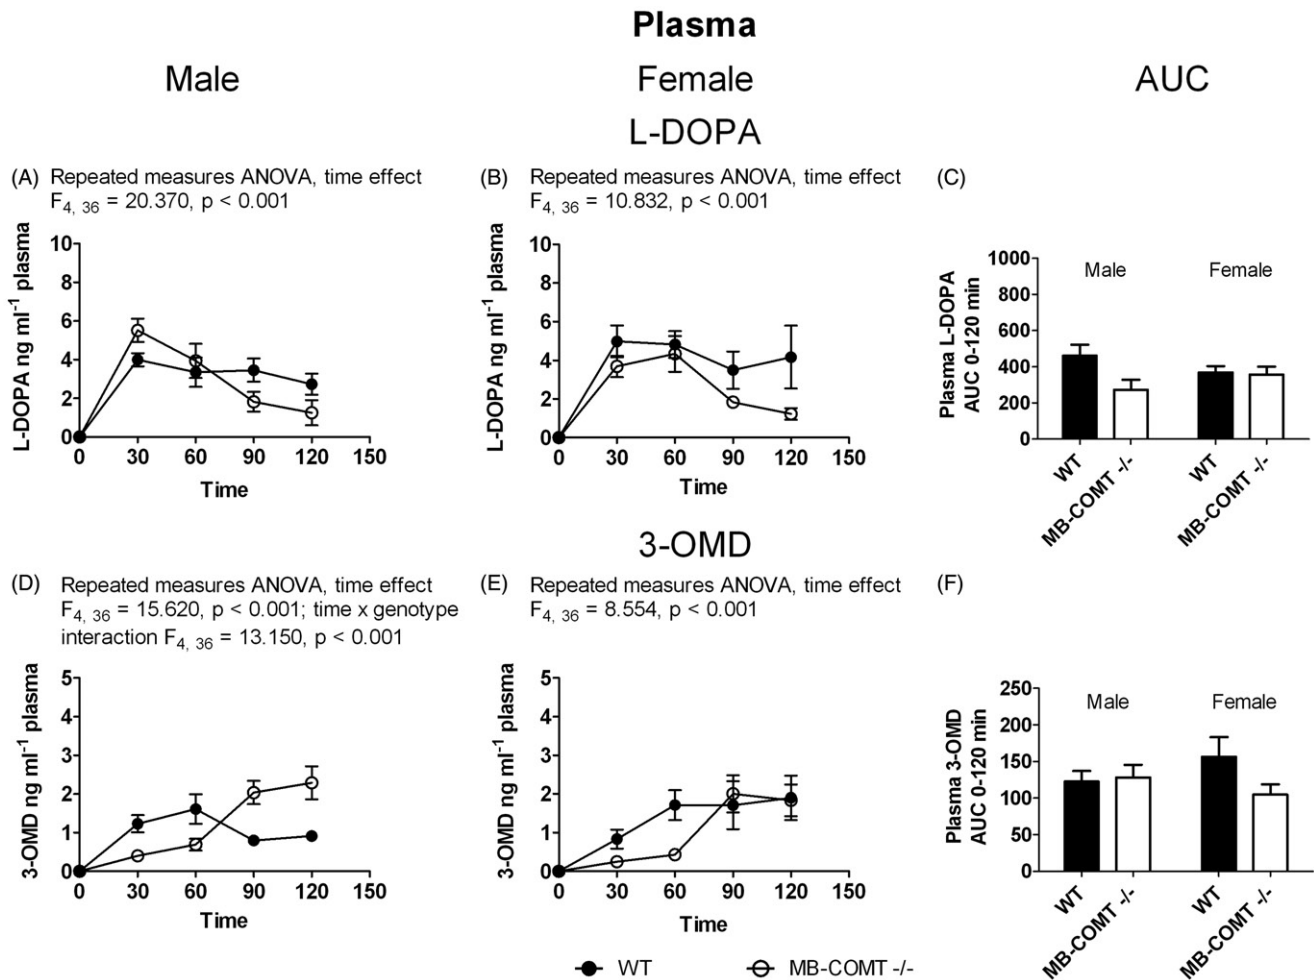 Plasma
Male
Female
AUC
L-DOPA
(A) Repeated measures ANOVA, time effect
F4, 36 = 20.370, p < 0.001
L-DOPA ng ml⁻¹ plasma
10
8
6
4
2
0
0 30 60 90 120 150
Time
(B) Repeated measures ANOVA, time effect
F4, 36 = 10.832, p < 0.001
L-DOPA ng ml⁻¹ plasma
10
8
6
4
2
0
0 30 60 90 120 150
Time
(C)
Plasma L-DOPA
AUC 0-120 min
1000
800
600
400
200
0
Male Female
WT
MB-COMT -/-
WT
MB-COMT -/-
3-OMD
(D) Repeated measures ANOVA, time effect
F4, 36 = 15.620, p < 0.001; time x genotype
interaction F4, 36 = 13.150, p < 0.001
3-OMD ng ml⁻¹ plasma
5
4
3
2
1
0
0 30 60 90 120 150
Time
(E) Repeated measures ANOVA, time effect
F4, 36 = 8.554, p < 0.001
3-OMD ng ml⁻¹ plasma
5
4
3
2
1
0
0 30 60 90 120 150
Time
(F)
Plasma 3-OMD
AUC 0-120 min
250
200
150
100
50
0
Male Female
WT
MB-COMT -/-
WT
MB-COMT -/-
WT MB-COMT -/-